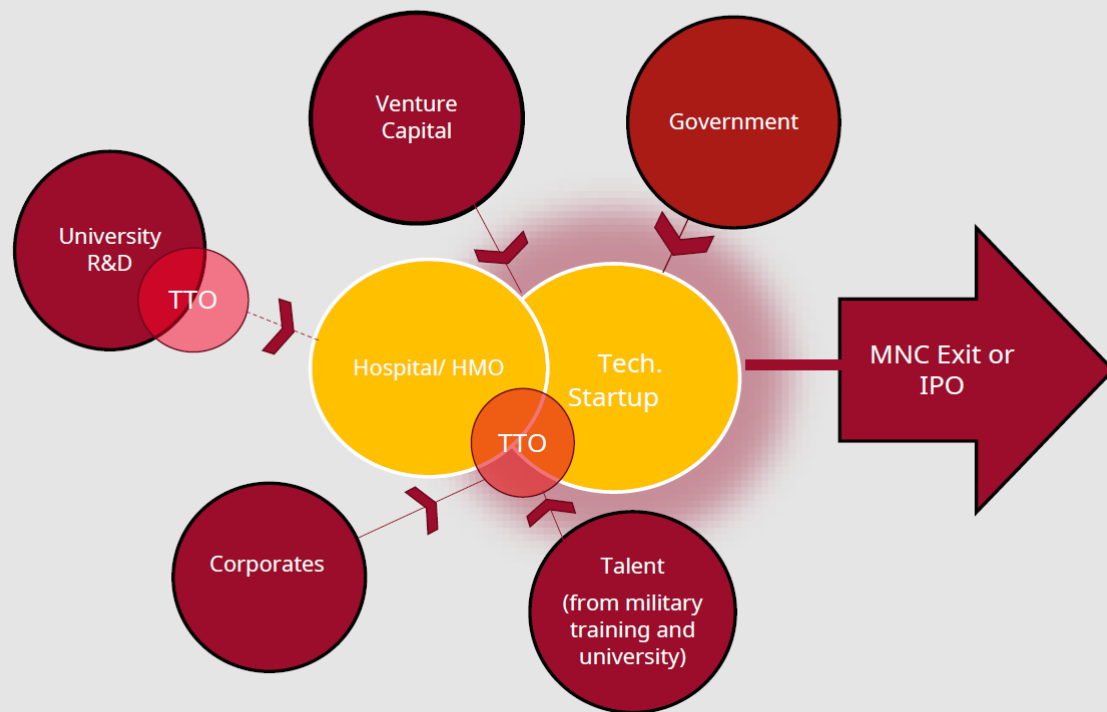 Venture
Capital
Government
University
R&D
TTO
Hospital/ HMO
Tech.
Startup
TTO
MNC Exit or
IPO
Corporates
Talent
(from military
training and
university)